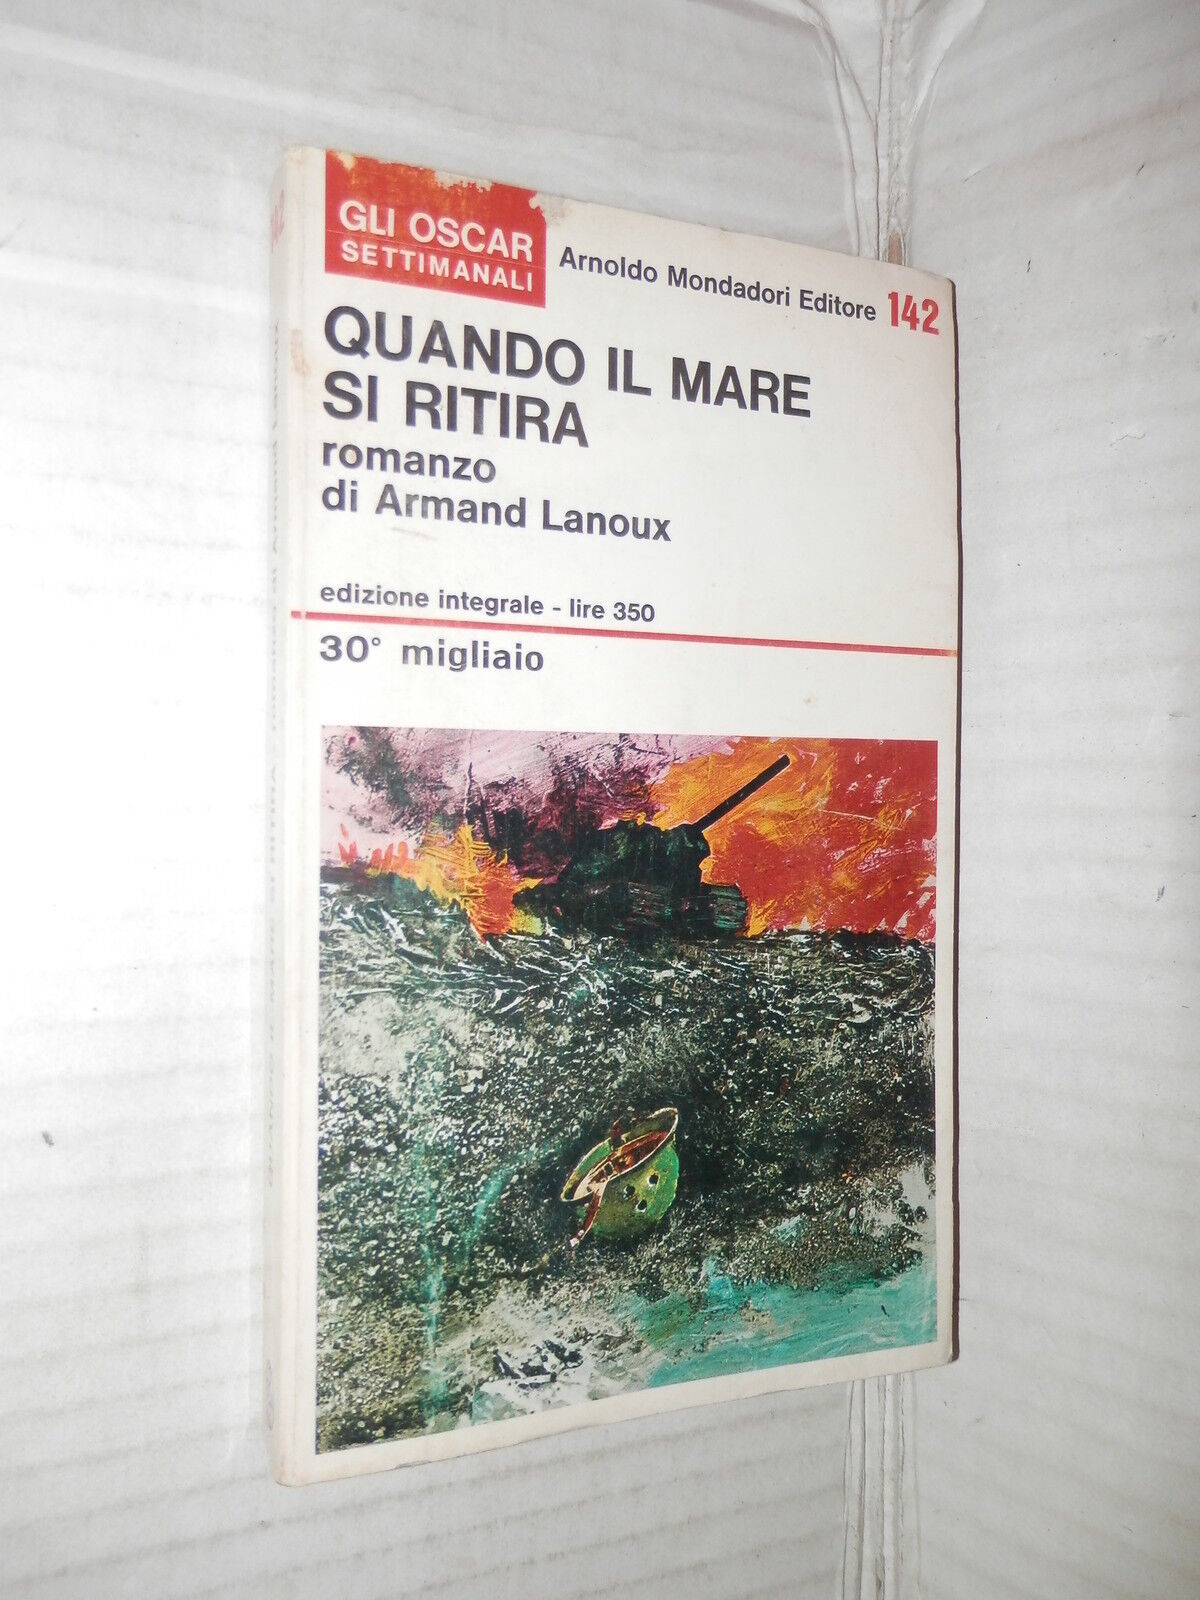 GLI OSCAR
SETTIMANALI
Arnoldo Mondadori Editore 142
QUANDO IL MARE
SI RITIRA
romanzo
di Armand Lanoux
edizione integrale - lire 350
30° migliaio